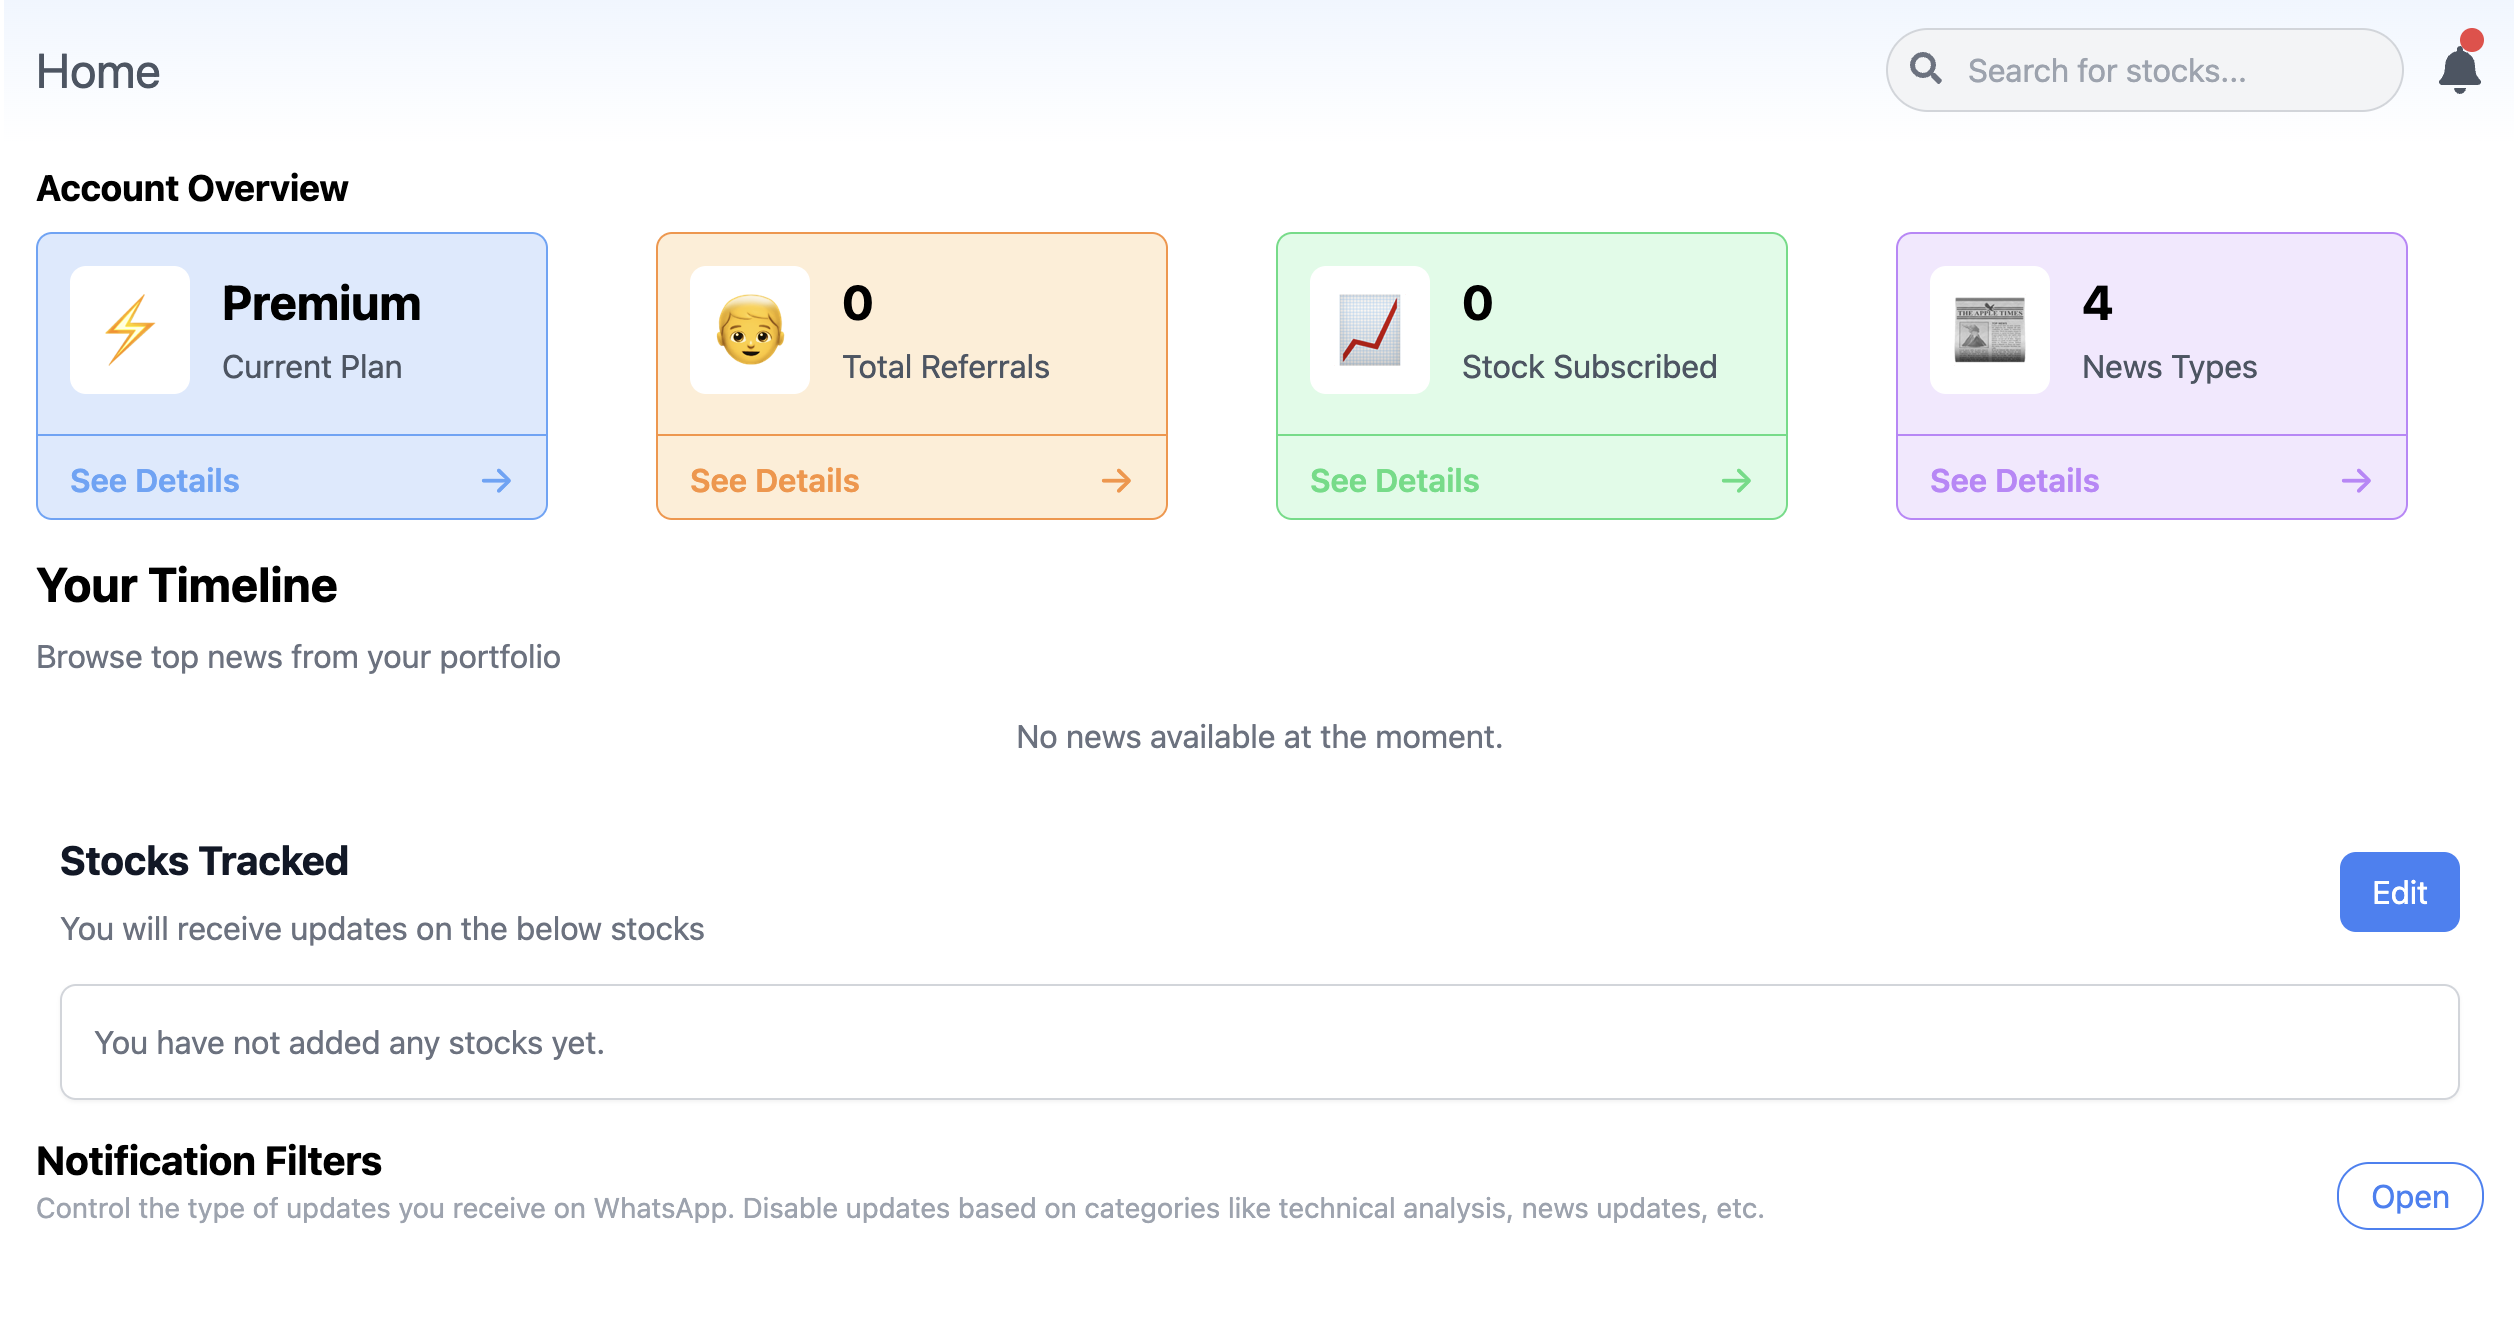 Home
Search for stocks...
Account Overview
Premium
Current Plan
See Details
0
Total Referrals
See Details
0
Stock Subscribed
See Details
THE APPLE TIMES
4
News Types
See Details
Your Timeline
Browse top news from your portfolio
No news available at the moment.
Stocks Tracked
You will receive updates on the below stocks
Edit
You have not added any stocks yet.
Notification Filters
Control the type of updates you receive on WhatsApp. Disable updates based on categories like technical analysis, news updates, etc.
Open